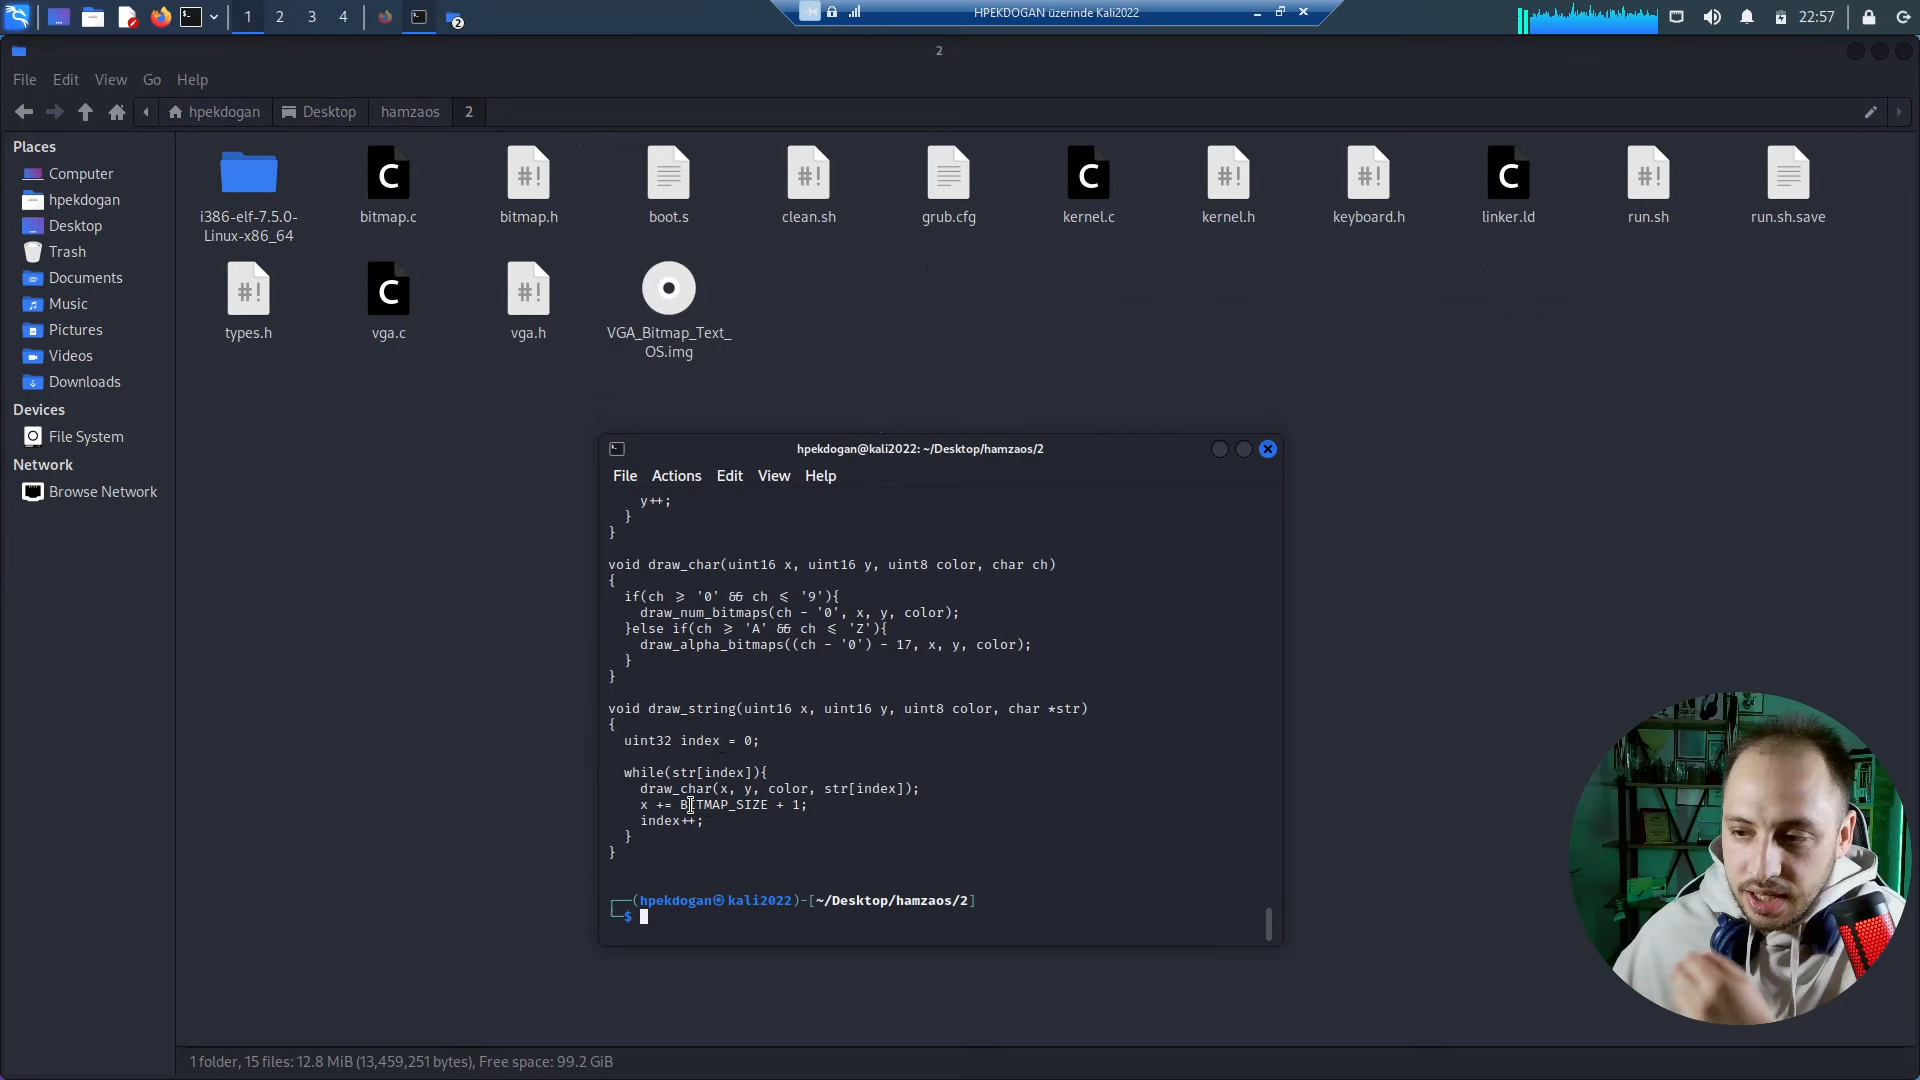 1 2 3 4
HPEKDOGAN üzerinde Kali2022
22:57
2
File Edit View Go Help
hpekdogan Desktop hamzaos 2
Places
Computer
hpekdogan
Desktop
Trash
Documents
Music
Pictures
Videos
Downloads
Devices
File System
Network
Browse Network
i386-elf-7.5.0-
Linux-x86_64
bitmap.c
bitmap.h
boot.s
clean.sh
grub.cfg
kernel.c
kernel.h
keyboard.h
linker.ld
run.sh
run.sh.save
types.h
vga.c
vga.h
VGA_Bitmap_Text_
OS.img
hpekdogan@kali2022: ~/Desktop/hamzaos/2
File Actions Edit View Help
y++;
}
}
void draw_char(uint16 x, uint16 y, uint8 color, char ch)
{
if(ch >= '0' && ch <= '9'){
draw_num_bitmaps(ch - '0', x, y, color);
}else if(ch >= 'A' && ch <= 'Z'){
draw_alpha_bitmaps((ch - '0') - 17, x, y, color);
}
}
void draw_string(uint16 x, uint16 y, uint8 color, char *str)
{
uint32 index = 0;
while(str[index]){
draw_char(x, y, color, str[index]);
x += BITMAP_SIZE + 1;
index++;
}
}
(hpekdogan㉿kali2022)-[~/Desktop/hamzaos/2]
$
1 folder, 15 files: 12.8 MiB (13,459,251 bytes), Free space: 99.2 GiB